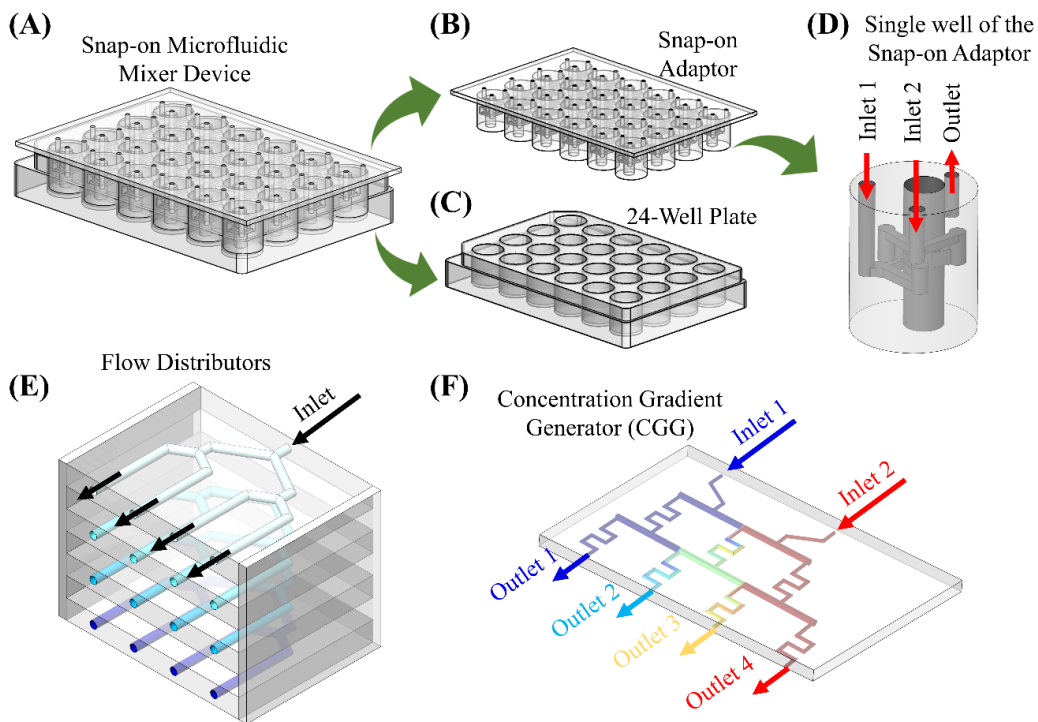 (A)
Snap-on Microfluidic
Mixer Device
(B)
Snap-on
Adaptor
(C)
24-Well Plate
(D)
Single well of the
Snap-on Adaptor
Inlet 1
Inlet 2
Outlet
(E)
Flow Distributors
Inlet
(F)
Concentration Gradient
Generator (CGG)
Inlet 1
Inlet 2
Outlet 1
Outlet 2
Outlet 3
Outlet 4